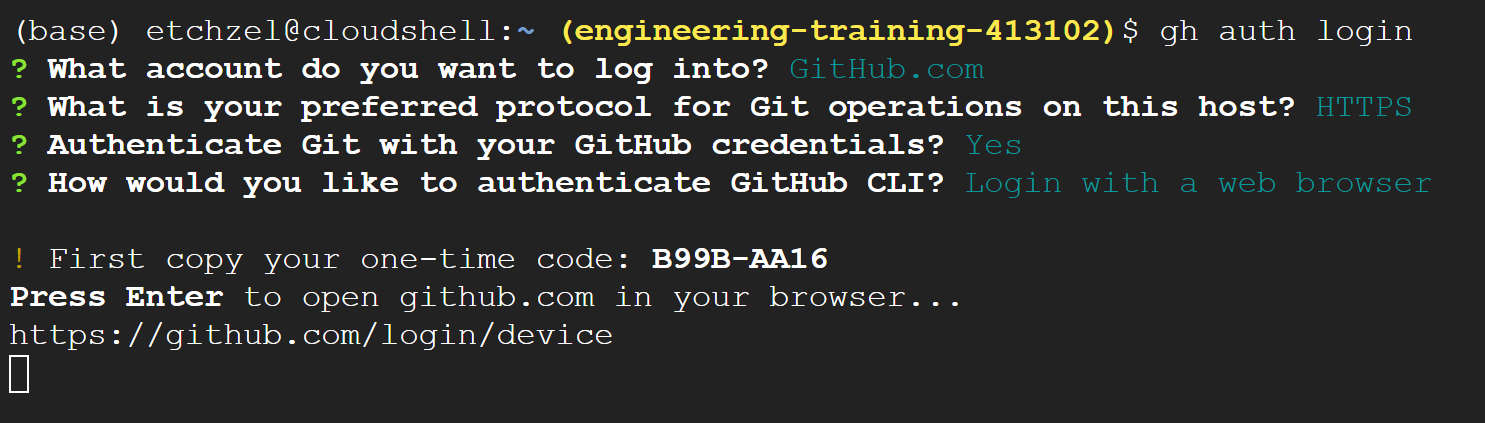 (base) etchzel@cloudshell:~ (engineering-training-413102)$ gh auth login
? What account do you want to log into? GitHub.com
? What is your preferred protocol for Git operations on this host? HTTPS
? Authenticate Git with your GitHub credentials? Yes
? How would you like to authenticate GitHub CLI? Login with a web browser
! First copy your one-time code: B99B-AA16
Press Enter to open github.com in your browser...
https://github.com/login/device